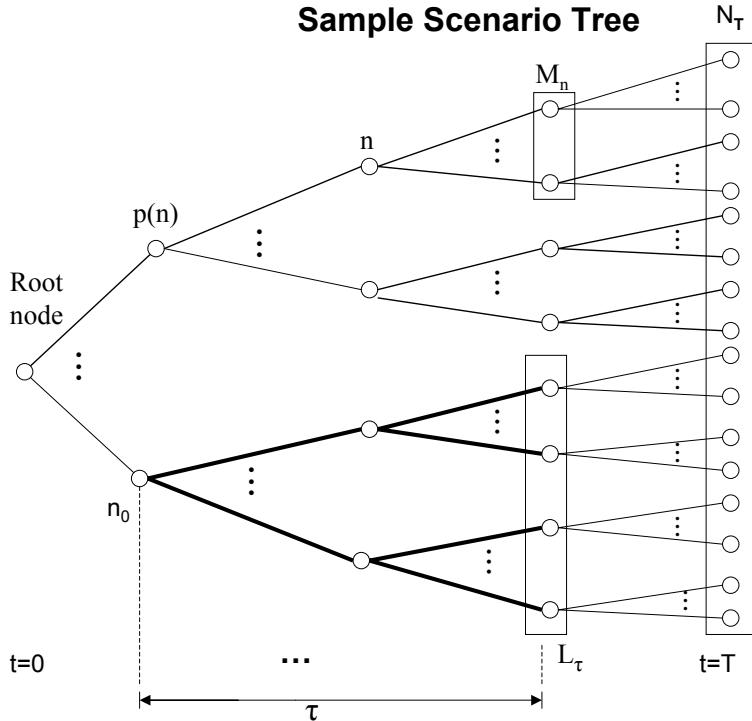 Sample Scenario Tree
N_T
M_n
n
p(n)
Root
node
n_0
L_τ
t=0
...
t=T
τ